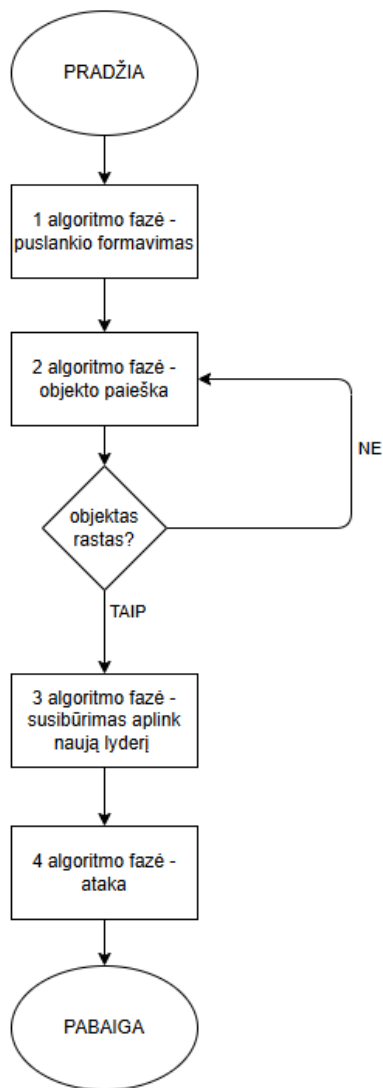 PRADŽIA
1 algoritmo fazė -
puslankio formavimas
2 algoritmo fazė -
objekto paieška
NE
objektas
rastas?
TAIP
3 algoritmo fazė -
susibūrimas aplink
naują lyderį
4 algoritmo fazė -
ataka
PABAIGA